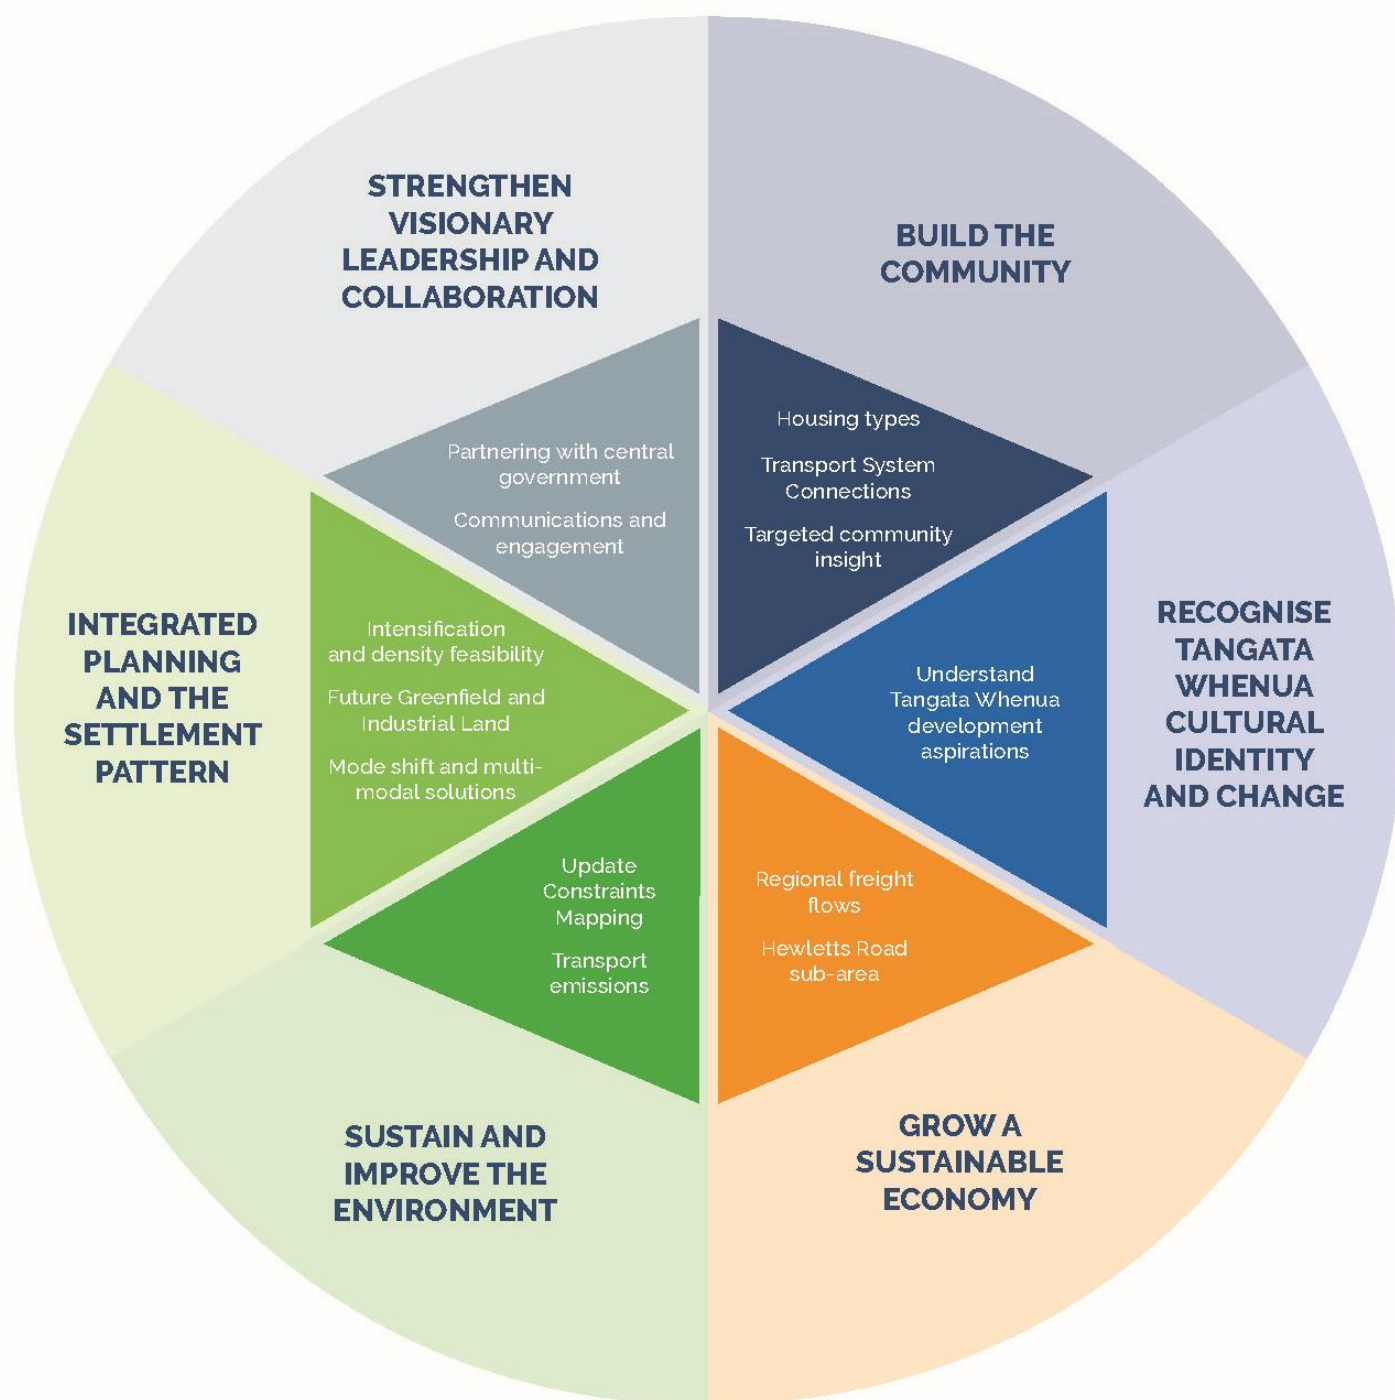 STRENGTHEN
VISIONARY
LEADERSHIP AND
COLLABORATION
Partnering with central
government
Communications and
engagement
BUILD THE
COMMUNITY
Housing types
Transport System
Connections
Targeted community
insight
RECOGNISE
TANGATA
WHENUA
CULTURAL
IDENTITY
AND CHANGE
Understand
Tangata Whenua
development
aspirations
GROW A
SUSTAINABLE
ECONOMY
Regional freight
flows
Hewletts Road
sub-area
SUSTAIN AND
IMPROVE THE
ENVIRONMENT
Update
Constraints
Mapping
Transport
emissions
INTEGRATED
PLANNING
AND THE
SETTLEMENT
PATTERN
Intensification
and density feasibility
Future Greenfield and
Industrial Land
Mode shift and multi-
modal solutions